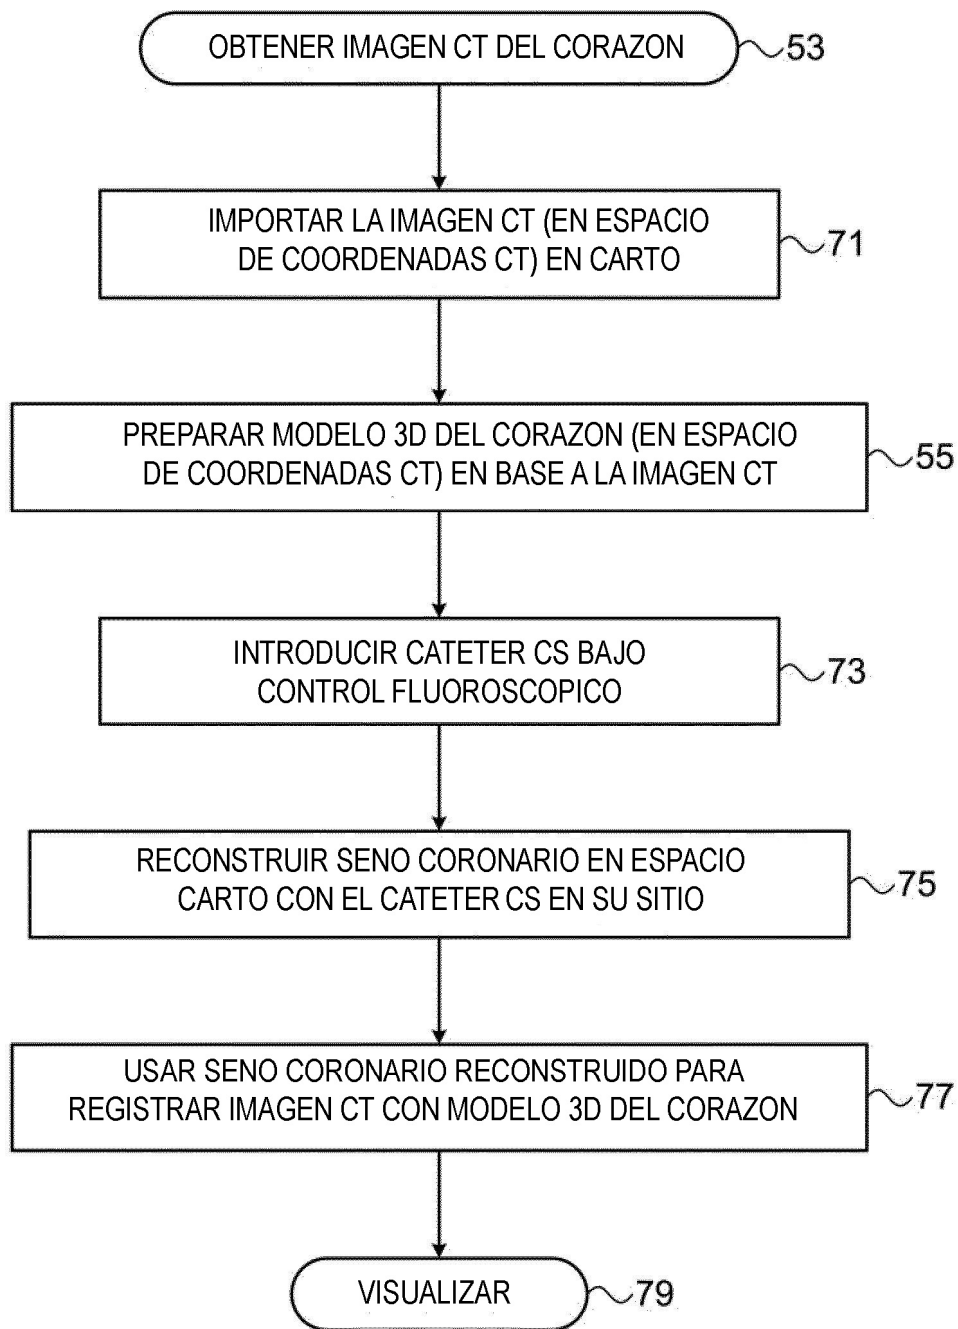 OBTENER IMAGEN CT DEL CORAZON
53
IMPORTAR LA IMAGEN CT (EN ESPACIO
DE COORDENADAS CT) EN CARTO
71
PREPARAR MODELO 3D DEL CORAZON (EN ESPACIO
DE COORDENADAS CT) EN BASE A LA IMAGEN CT
55
INTRODUCIR CATETER CS BAJO
CONTROL FLUOROSCOPICO
73
RECONSTRUIR SENO CORONARIO EN ESPACIO
CARTO CON EL CATETER CS EN SU SITIO
75
USAR SENO CORONARIO RECONSTRUIDO PARA
REGISTRAR IMAGEN CT CON MODELO 3D DEL CORAZON
77
VISUALIZAR
79